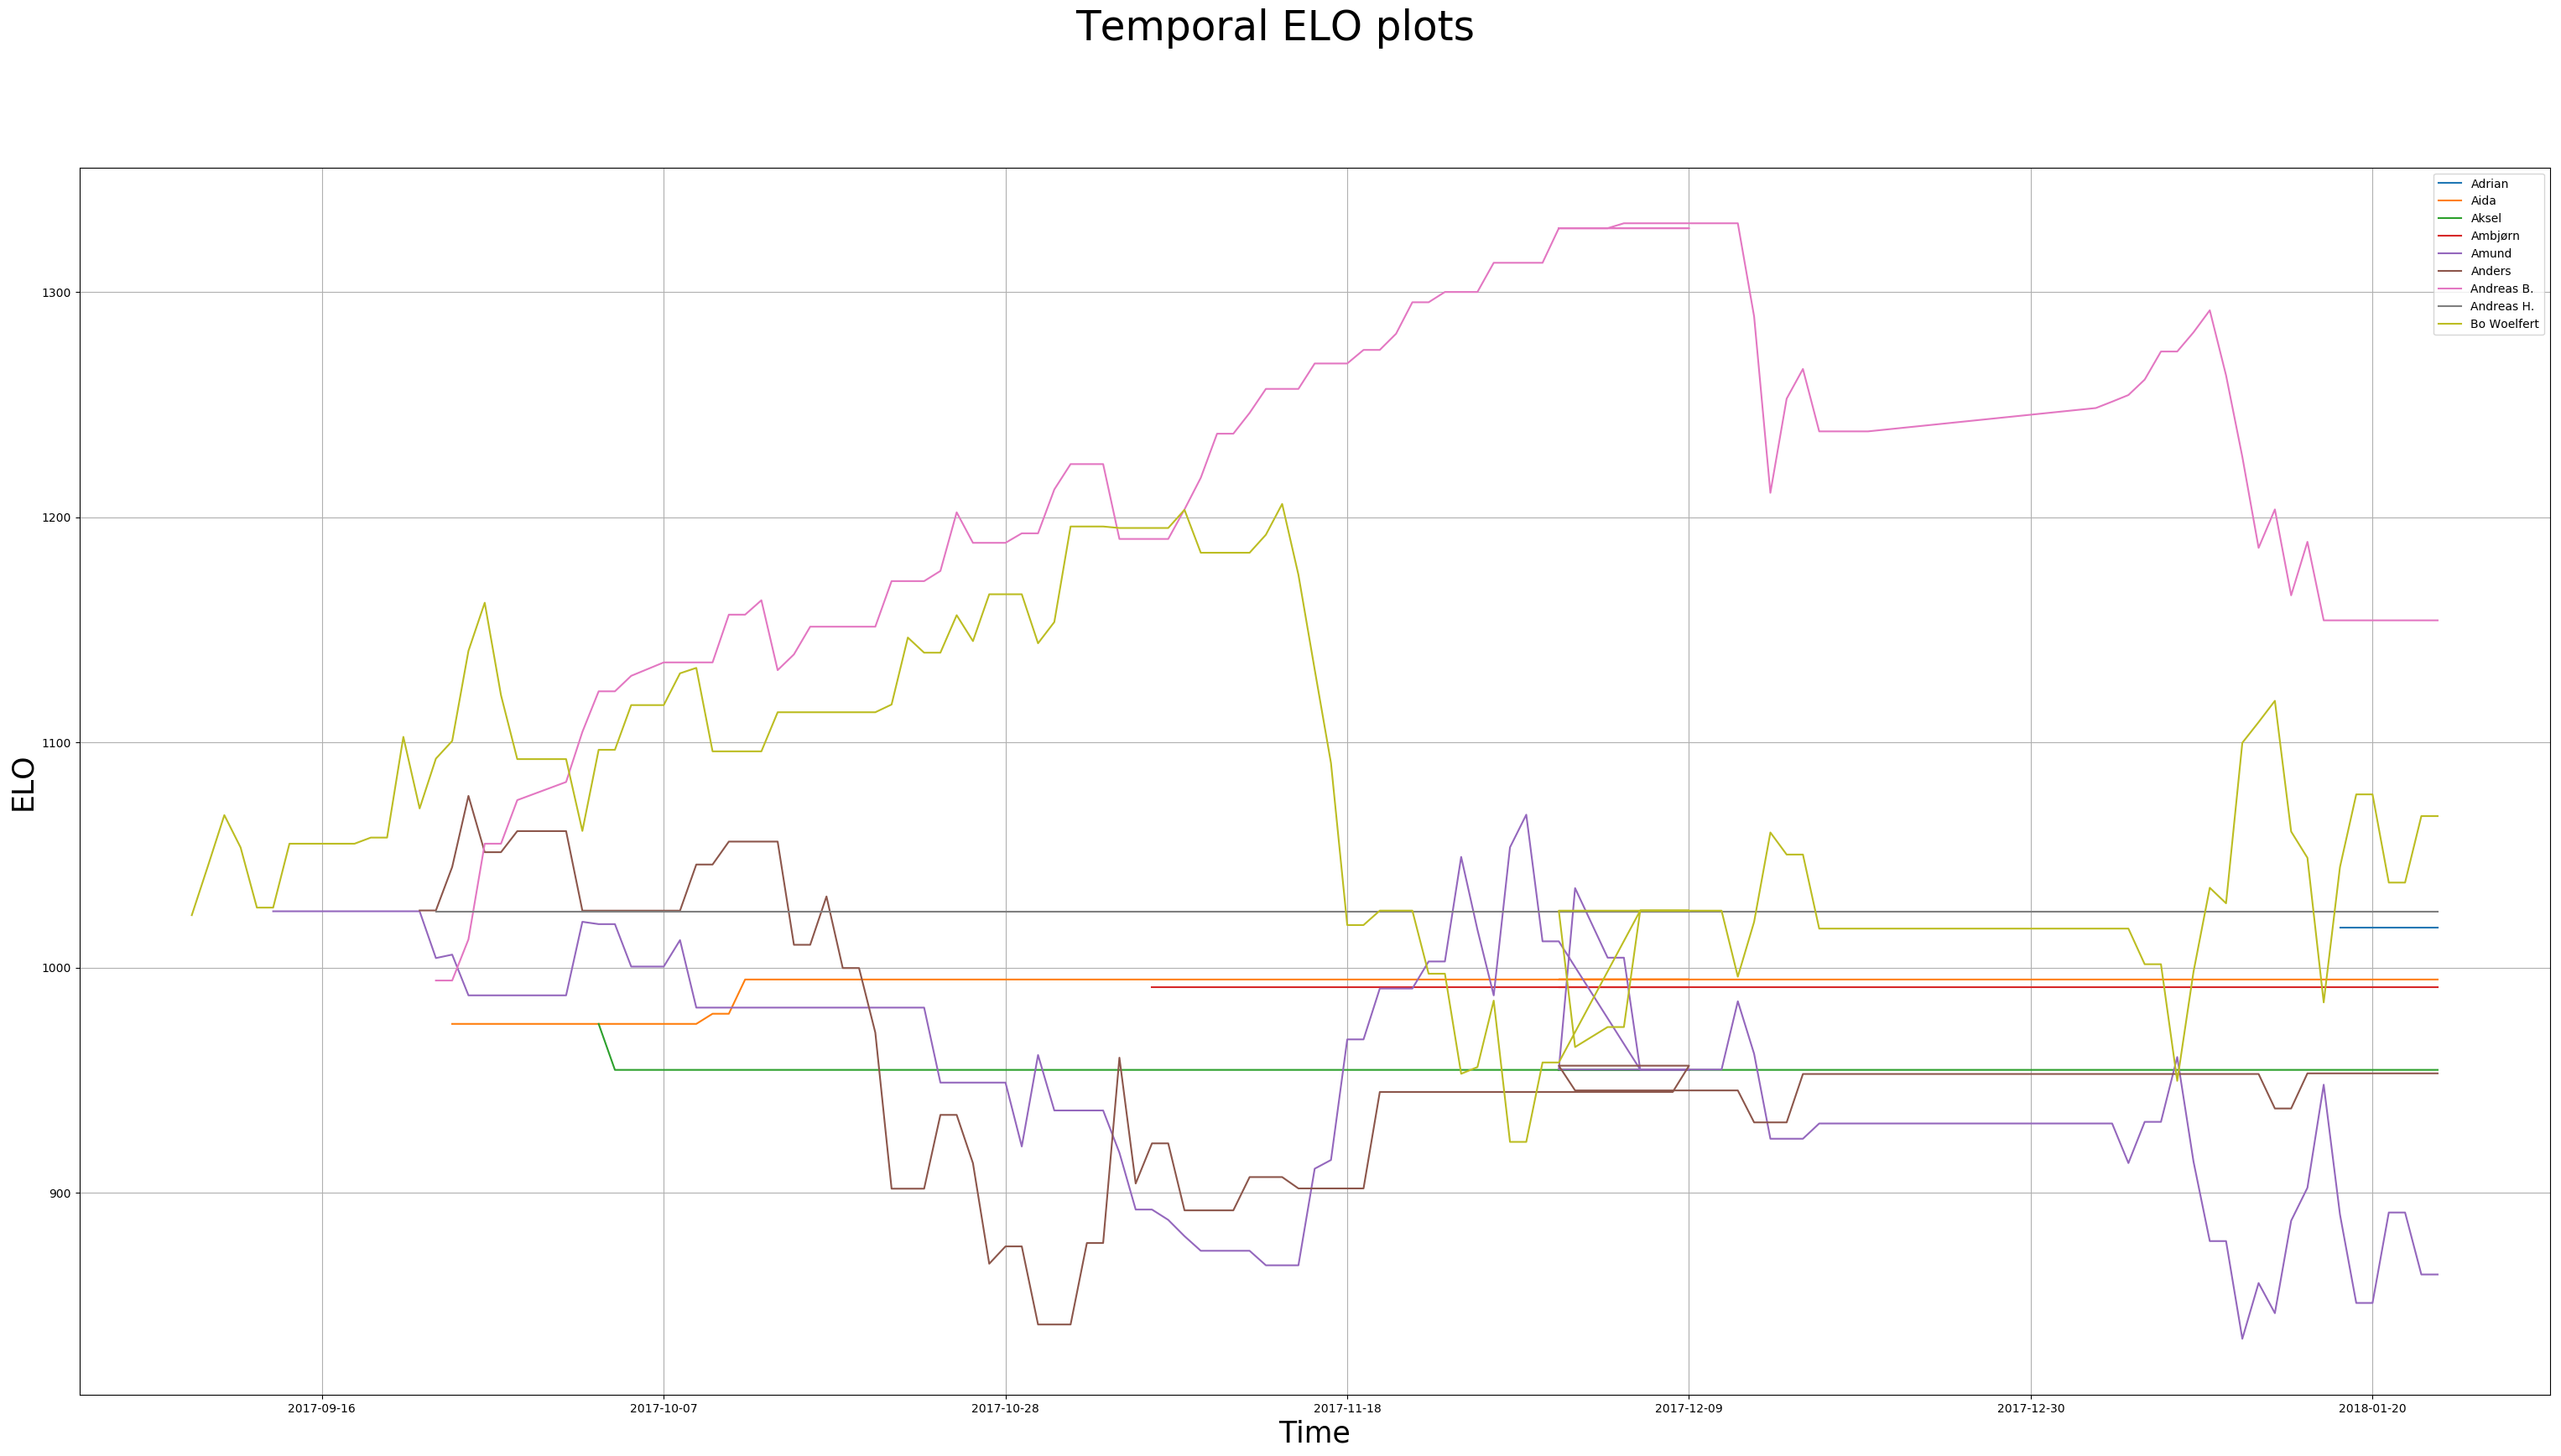 Temporal ELO plots
Adrian
Aida
Aksel
Ambjørn
Amund
Anders
Andreas B.
Andreas H.
Bo Woelfert
1300
1200
1100
1000
900
ELO
2017-09-16
2017-10-07
2017-10-28
2017-11-18
2017-12-09
2017-12-30
2018-01-20
Time